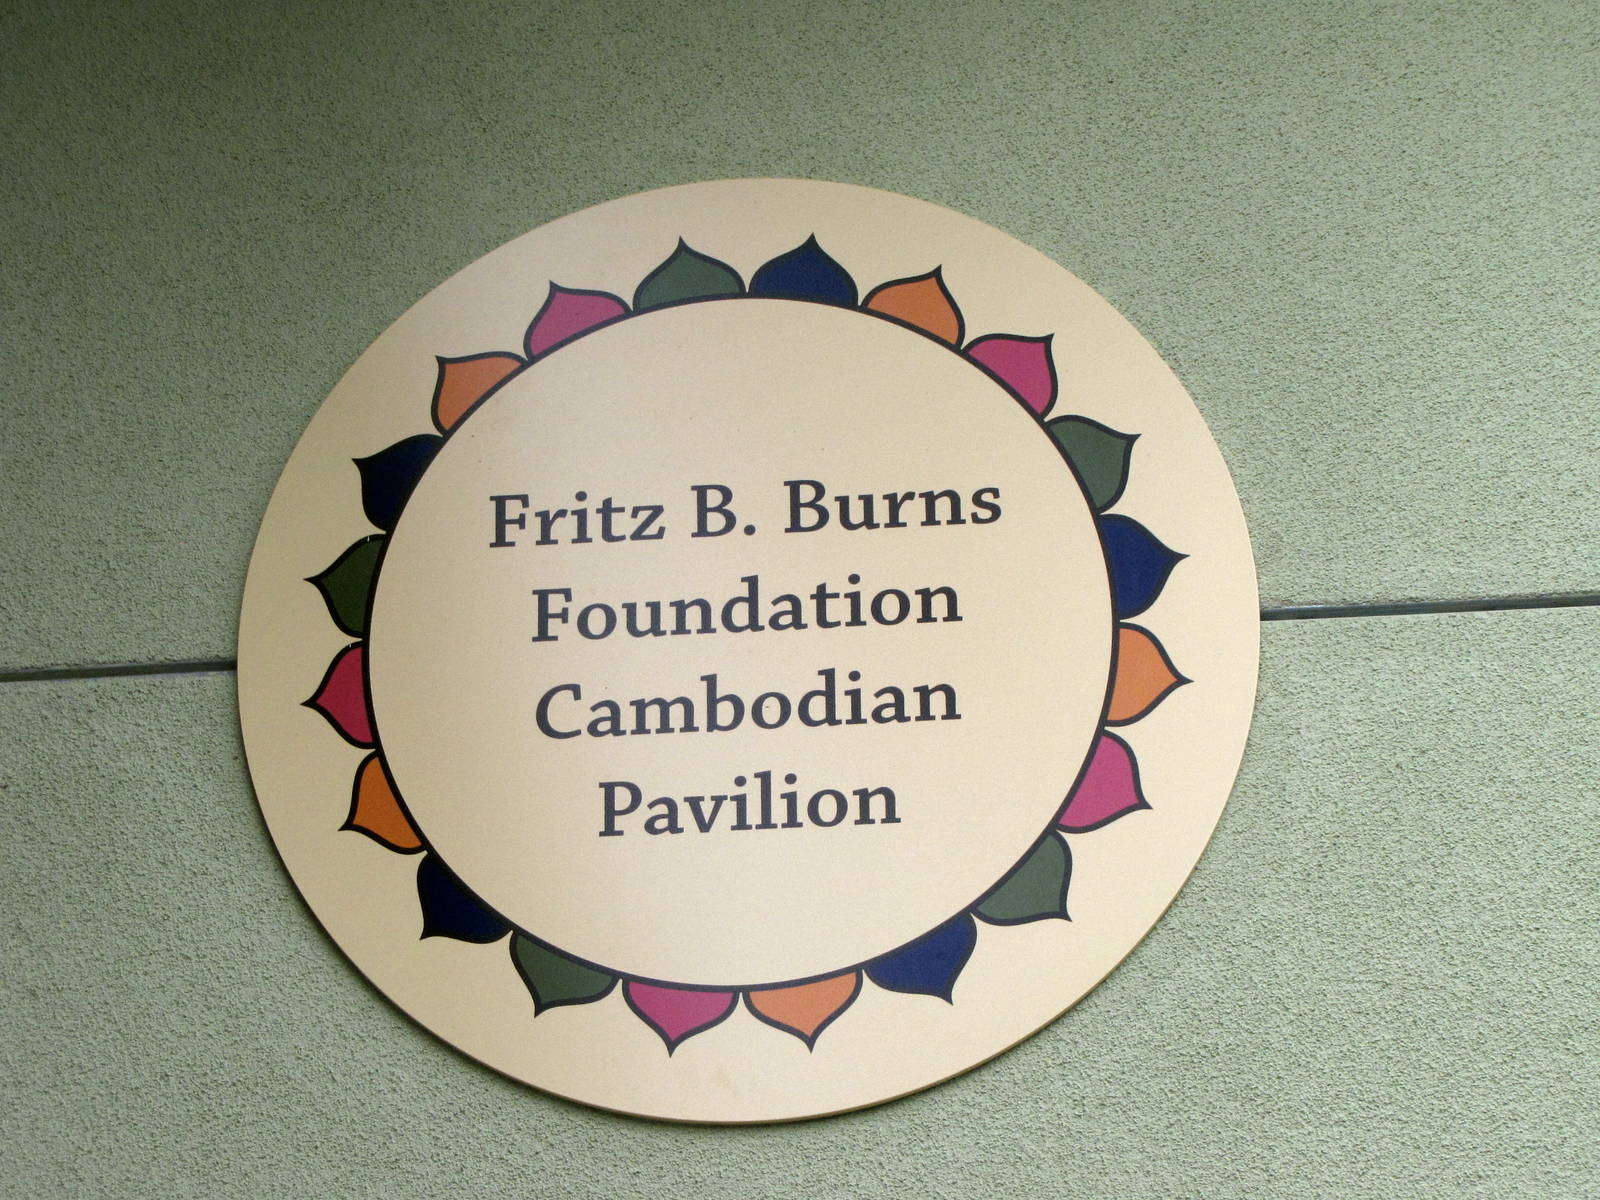 Fritz B. Burns
Foundation
Cambodian
Pavilion